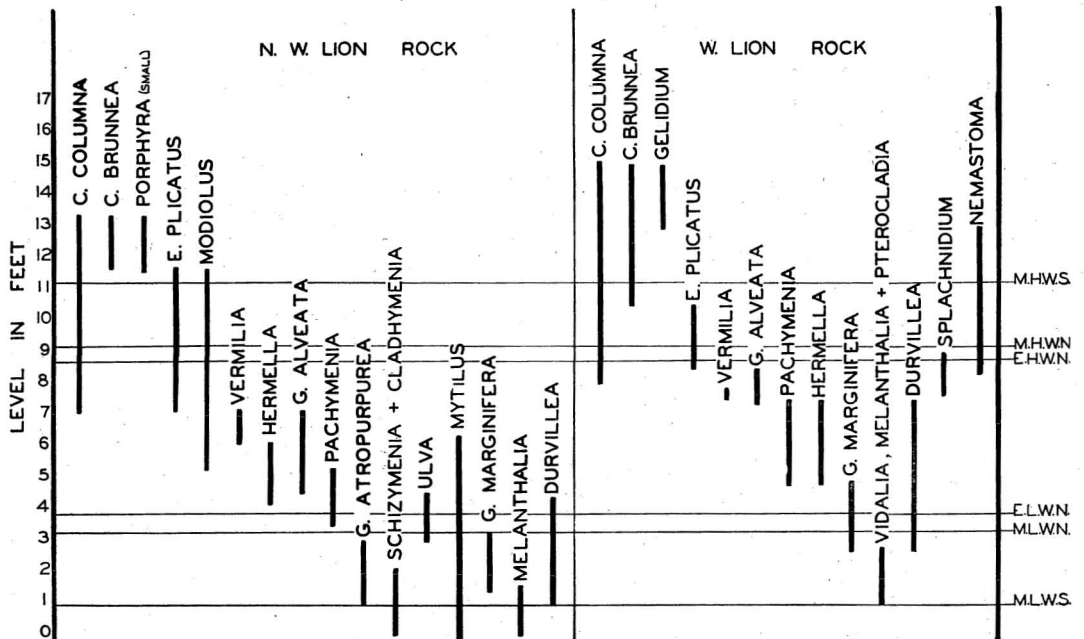 N. W. LION ROCK
W. LION ROCK
LEVEL IN FEET
17
16
15
14
13
12
11
10
9
8
7
6
5
4
3
2
1
0
C. COLUMNA
C. BRUNNEA
PORPHYRA (SMALL)
E. PLICATUS
MODIOLUS
VERMILIA
HERMELLA
G. ALVEATA
PACHYMENIA
G. ATROPURPUREA
SCHIZYMENIA + CLADHYMENIA
ULVA
MYTILUS
G. MARGINIFERA
MELANTHALIA
DURVILLEA
C. COLUMNA
C. BRUNNEA
GELIDIUM
E. PLICATUS
VERMILIA
G. ALVEATA
PACHYMENIA
HERMELLA
G. MARGINIFERA
VIDALIA, MELANTHALIA + PTEROCLADIA
DURVILLEA
SPLACHNIDIUM
NEMASTOMA
M.H.W.S.
M.H.W.N
E.H.W.N.
E.L.W.N.
M.L.W.N.
M.L.W.S.